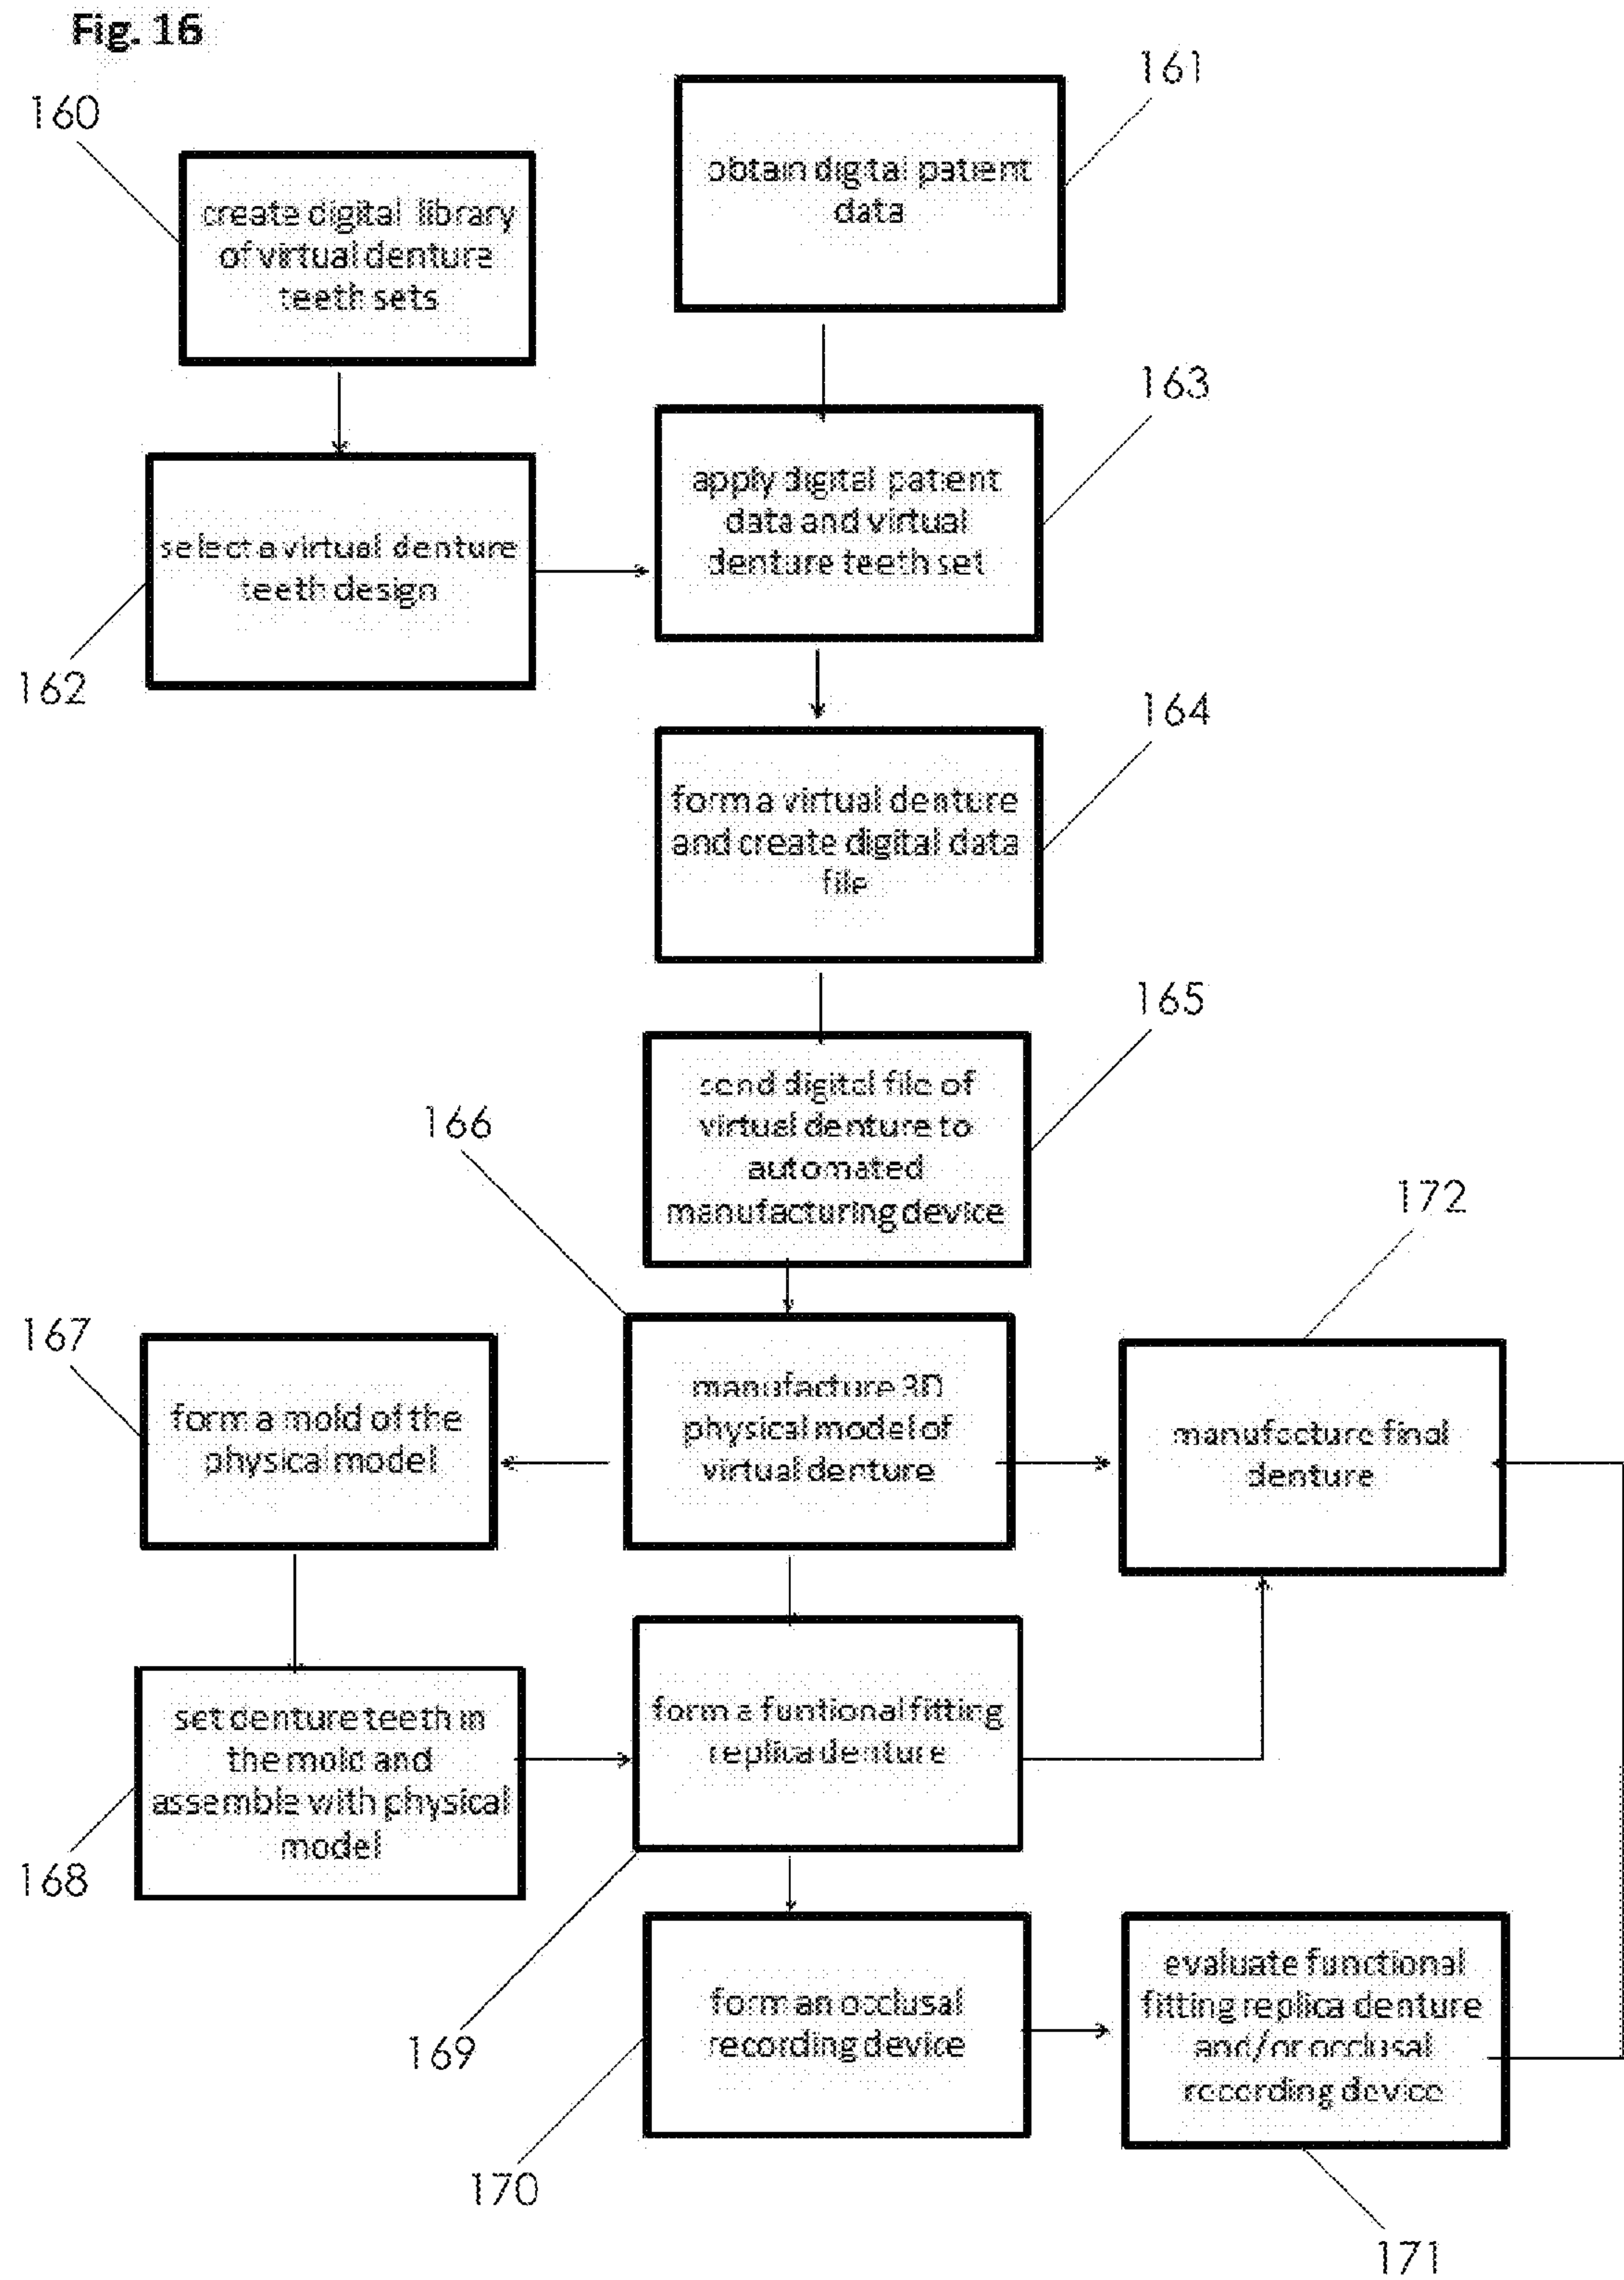 Fig. 16
160
161
create digital library
of virtual denture
teeth sets
obtain digital patient
data
163
select a virtual denture
teeth design
apply digital patient
data and virtual
denture teeth set
162
164
form a virtual denture
and create digital data
file
165
send digital file of
virtual denture to
automated
manufacturing device
166
172
167
form a mold of the
physical model
manufacture 3D
physical model of
virtual denture
manufacture final
denture
set denture teeth in
the mold and
assemble with physical
model
form a funtional fitting
replica denture
168
169
form an occlusal
recording device
evaluate functional
fitting replica denture
and/or occlusal
recording device
170
171